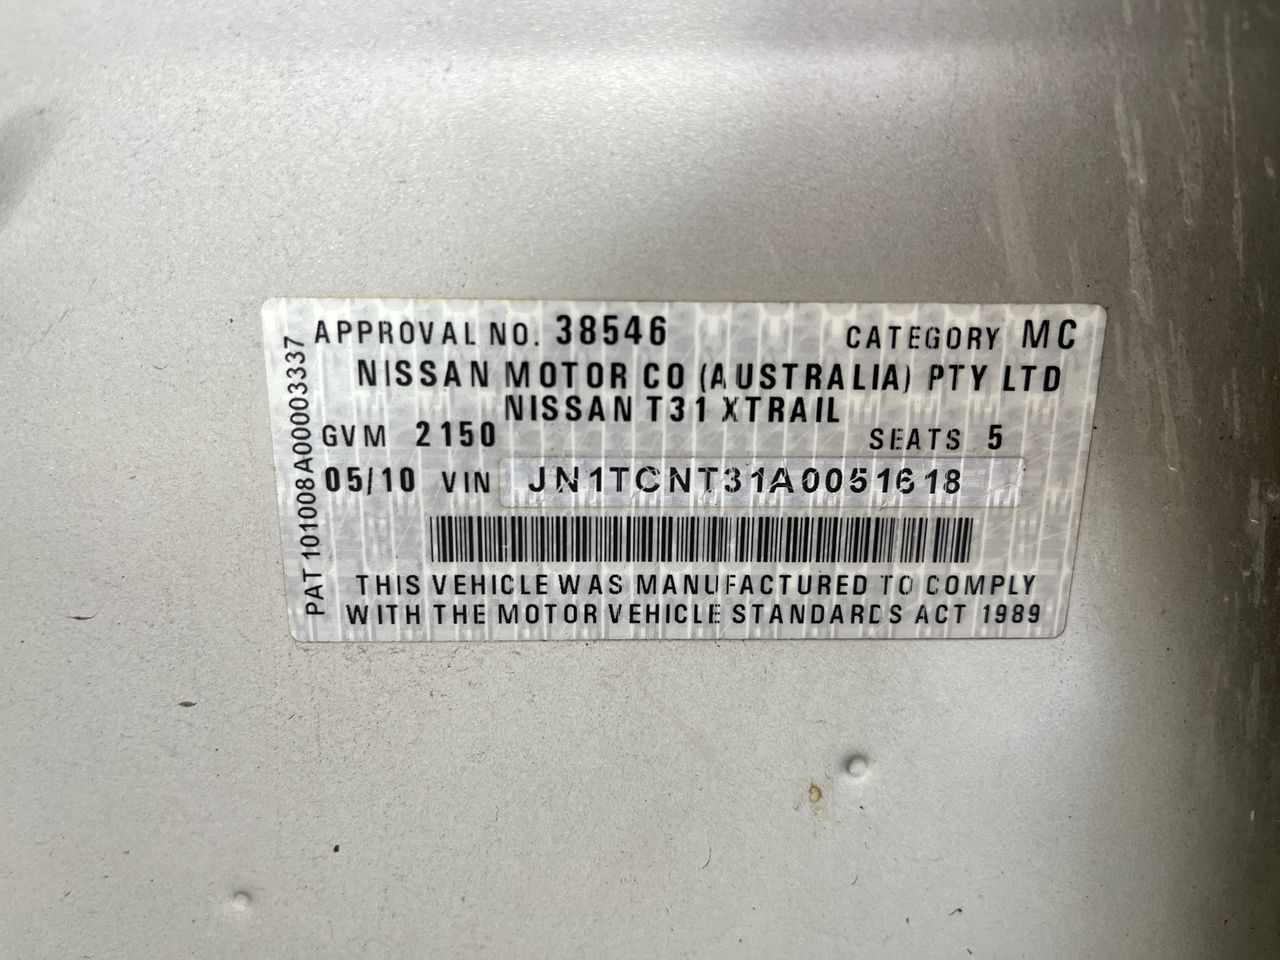 APPROVAL NO. 38546 CATEGORY MC
NISSAN MOTOR CO (AUSTRALIA) PTY LTD
NISSAN T31 XTRAIL
GVM 2150 SEATS 5
05/10 VIN JN1TCNT31A0051618
THIS VEHICLE WAS MANUFACTURED TO COMPLY
WITH THE MOTOR VEHICLE STANDARDS ACT 1989
PAT 101008A00003337